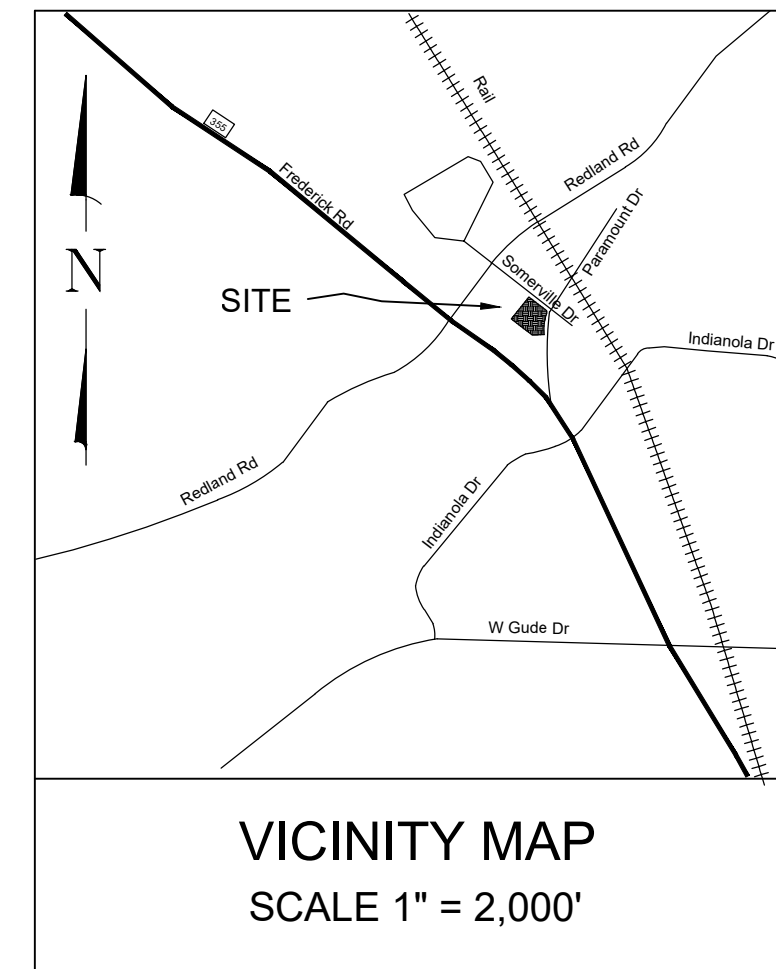 Rail
355
Redland Rd
Frederick Rd
Paramount Dr
N
Somerville Dr
SITE
Indianola Dr
Redland Rd
Indianola Dr
W Gude Dr
VICINITY MAP
SCALE 1" = 2,000'